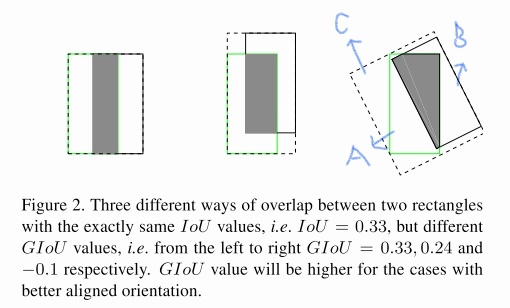 C
B
A
Figure 2. Three different ways of overlap between two rectangles
with the exactly same IoU values, i.e. IoU = 0.33, but different
GIoU values, i.e. from the left to right GIoU = 0.33, 0.24 and
−0.1 respectively. GIoU value will be higher for the cases with
better aligned orientation.